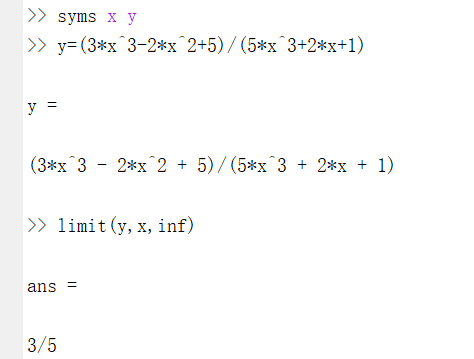 >> syms x y
>> y=(3*x^3-2*x^2+5)/(5*x^3+2*x+1)
y =
(3*x^3 - 2*x^2 + 5)/(5*x^3 + 2*x + 1)
>> limit(y,x,inf)
ans =
3/5